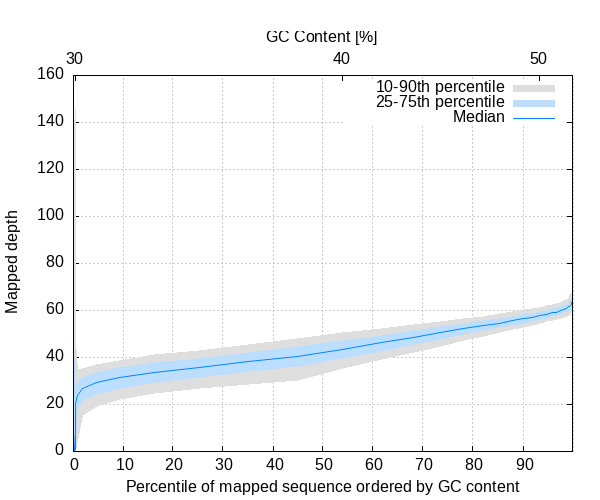 GC Content [%]
30 40 50
10-90th percentile
25-75th percentile
Median
160
140
120
100
80
60
40
20
0
Mapped depth
0 10 20 30 40 50 60 70 80 90
Percentile of mapped sequence ordered by GC content